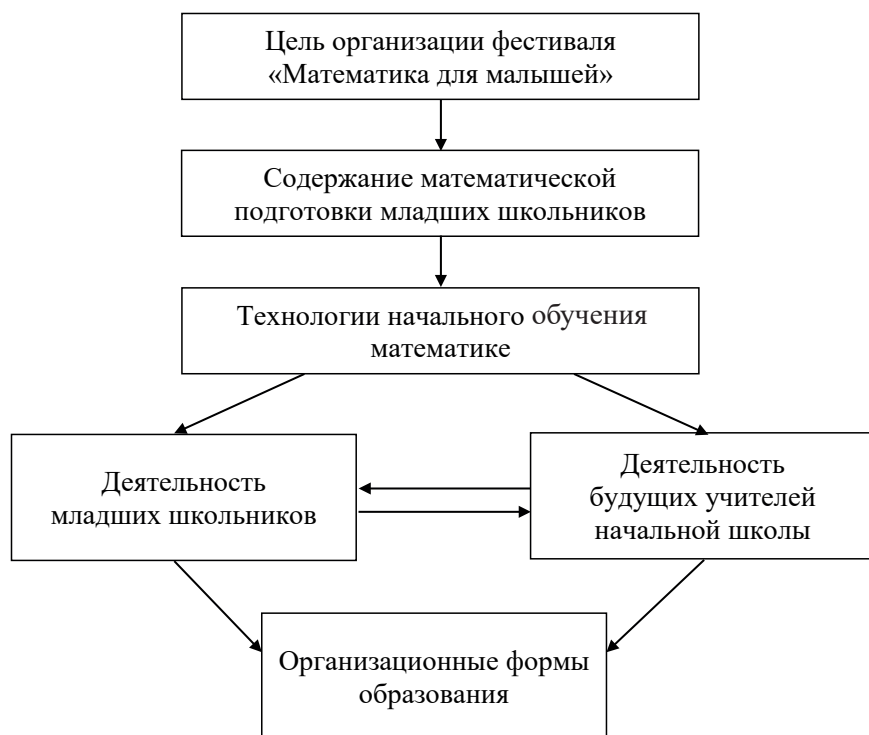 Цель организации фестиваля
«Математика для малышей»
Содержание математической
подготовки младших школьников
Технологии начального обучения
математике
Деятельность
младших школьников
Деятельность
будущих учителей
начальной школы
Организационные формы
образования